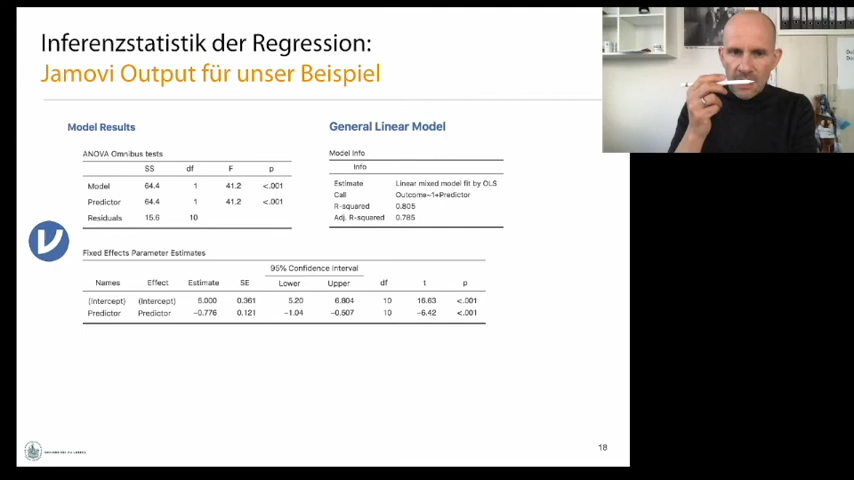 Inferenzstatistik der Regression:
Jamovi Output für unser Beispiel
Model Results
ANOVA Omnibus tests
SS df F p
Model 64.4 1 41.2 <.001
Predictor 64.4 1 41.2 <.001
Residuals 15.6 10
General Linear Model
Model Info
Info
Estimate Linear mixed model fit by OLS
Call Outcome~1+Predictor
R-squared 0.805
Adj. R-squared 0.785
Fixed Effects Parameter Estimates
95% Confidence Interval
Names Effect Estimate SE Lower Upper df t p
(Intercept) (Intercept) 6.000 0.361 5.20 6.804 10 16.63 <.001
Predictor Predictor −0.776 0.121 −1.04 −0.507 10 −6.42 <.001
18